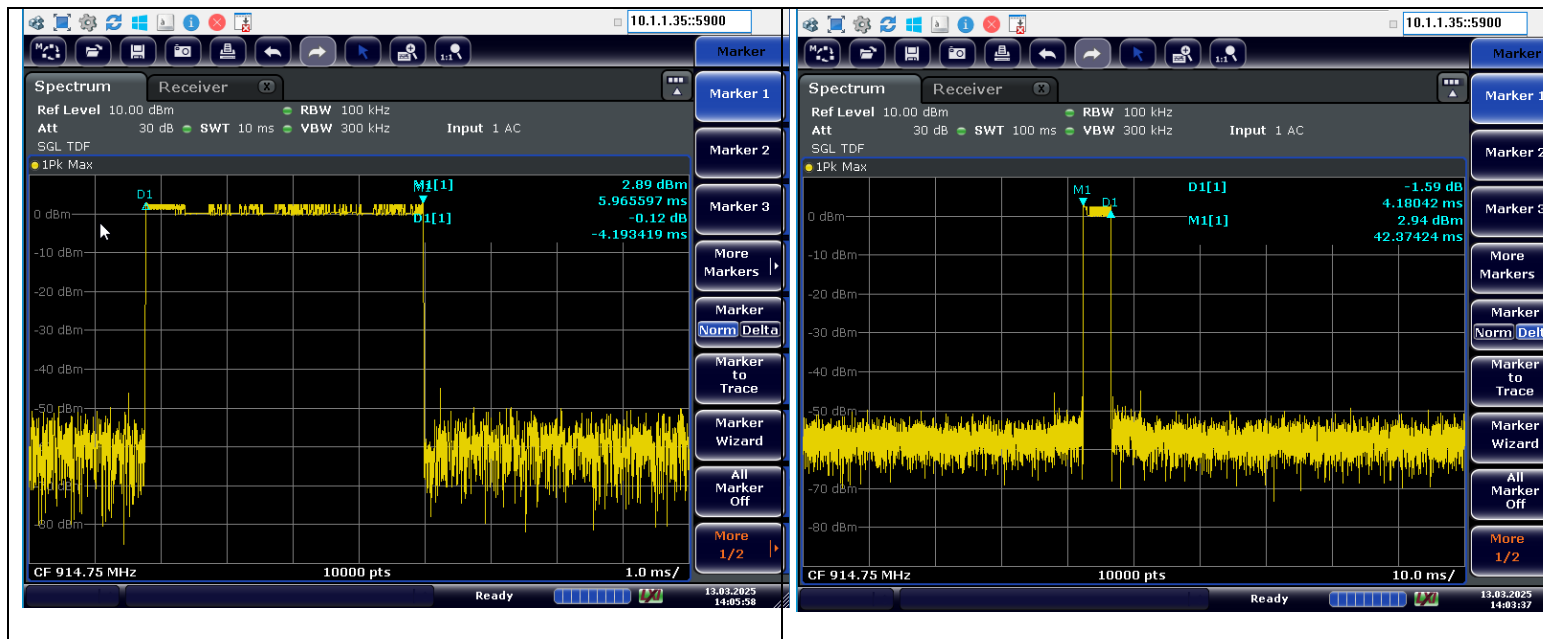 10.1.1.35::5900
Marker
Spectrum
Receiver
Ref Level 10.00 dBm
RBW 100 kHz
Att 30 dB SWT 10 ms VBW 300 kHz Input 1 AC
SGL TDF
1Pk Max
M1[1] 2.89 dBm
5.965597 ms
D1[1] -0.12 dB
-4.193419 ms
D1
M1
0 dBm
-10 dBm
-20 dBm
-30 dBm
-40 dBm
-50 dBm
-80 dBm
CF 914.75 MHz 10000 pts 1.0 ms/
Marker 1
Marker 2
Marker 3
More
Markers
Marker
Norm Delta
Marker
to
Trace
Marker
Wizard
All
Marker
Off
More
1/2
Ready
LXI
13.03.2025
14:05:58
10.1.1.35::5900
Marker
Spectrum
Receiver
Ref Level 10.00 dBm
RBW 100 kHz
Att 30 dB SWT 100 ms VBW 300 kHz Input 1 AC
SGL TDF
1Pk Max
D1[1] -1.59 dB
4.18042 ms
M1[1] 2.94 dBm
42.37424 ms
M1
D1
0 dBm
-10 dBm
-20 dBm
-30 dBm
-40 dBm
-50 dBm
-70 dBm
-80 dBm
CF 914.75 MHz 10000 pts 10.0 ms/
Marker 1
Marker 2
Marker 3
More
Markers
Marker
Norm Delt
Marker
to
Trace
Marker
Wizard
All
Marker
Off
More
1/2
Ready
LXI
13.03.2025
14:03:37